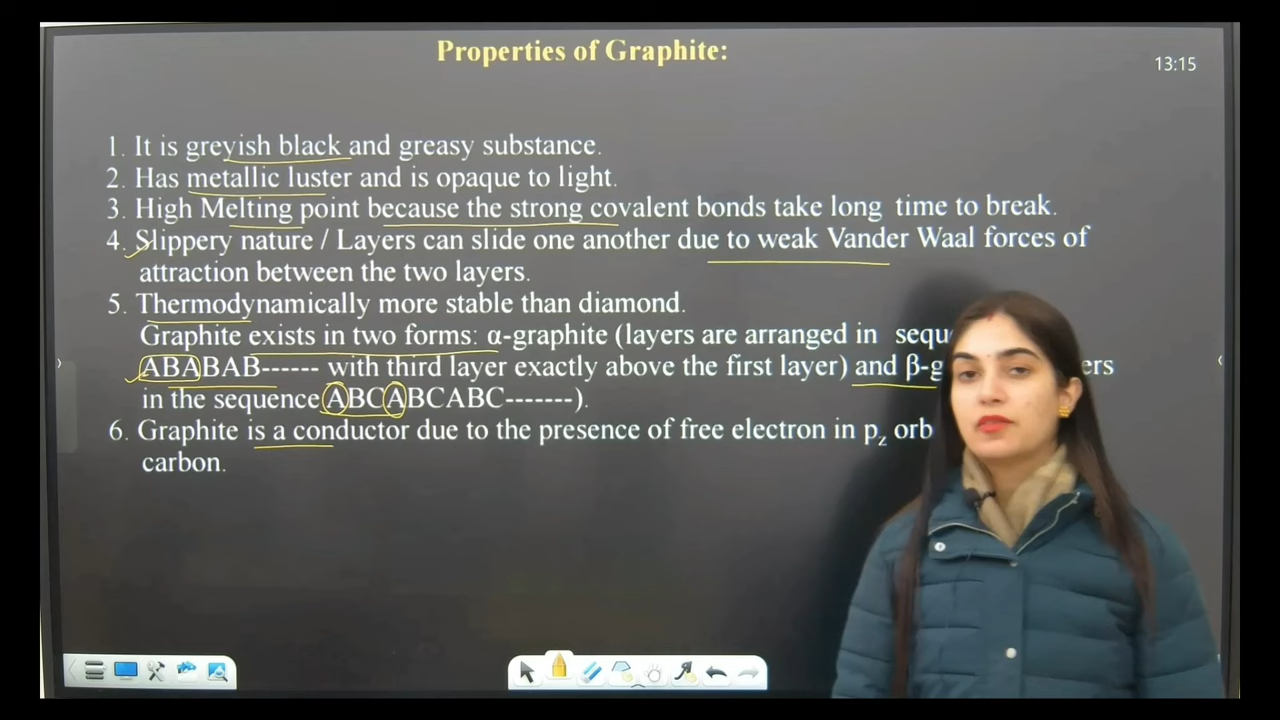 Properties of Graphite:
13:15
1. It is greyish black and greasy substance.
2. Has metallic luster and is opaque to light.
3. High Melting point because the strong covalent bonds take long time to break.
4. Slippery nature / Layers can slide one another due to weak Vander Waal forces of
attraction between the two layers.
5. Thermodynamically more stable than diamond.
Graphite exists in two forms: α-graphite (layers are arranged in
ABABAB------ with third layer exactly above the first layer) and
in the sequence ABCABCABC-------).
6. Graphite is a conductor due to the presence of free electron in pz
carbon.